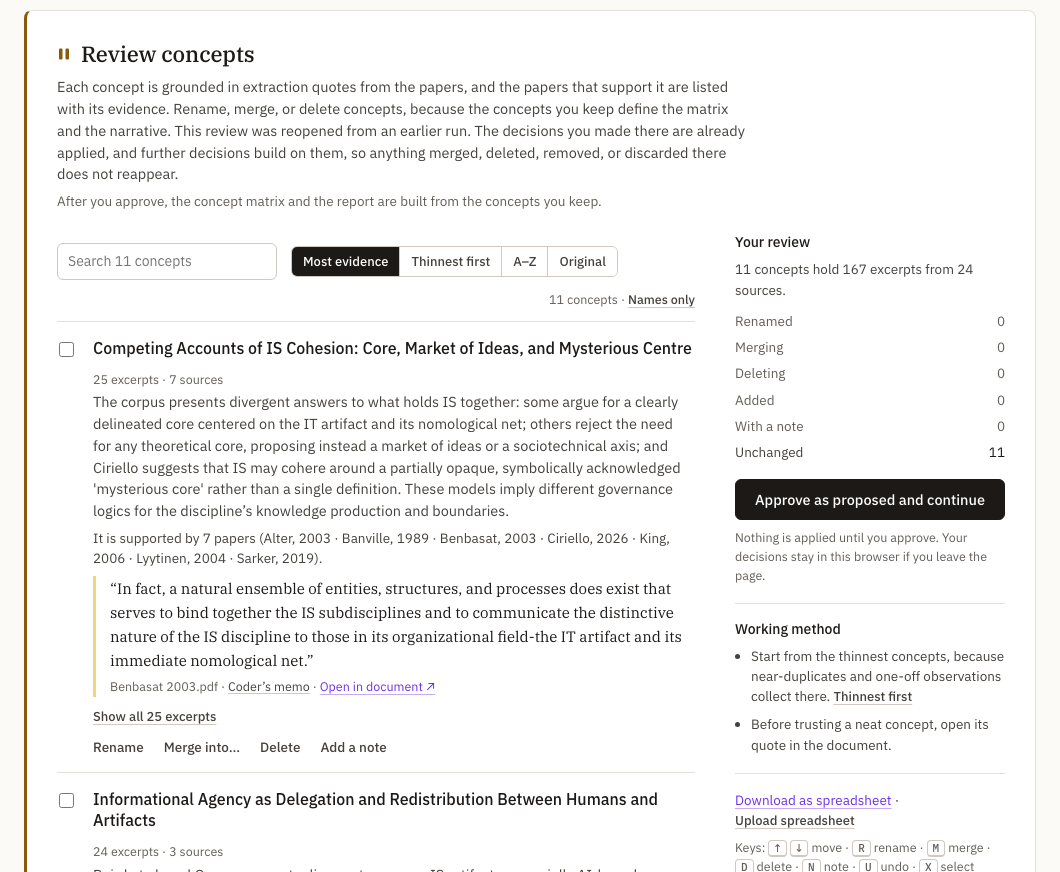 Review concepts
Each concept is grounded in extraction quotes from the papers, and the papers that support it are listed
with its evidence. Rename, merge, or delete concepts, because the concepts you keep define the matrix
and the narrative. This review was reopened from an earlier run. The decisions you made there are already
applied, and further decisions build on them, so anything merged, deleted, removed, or discarded there
does not reappear.
After you approve, the concept matrix and the report are built from the concepts you keep.
Search 11 concepts
Most evidence Thinnest first A–Z Original
11 concepts · Names only
Competing Accounts of IS Cohesion: Core, Market of Ideas, and Mysterious Centre
25 excerpts · 7 sources
The corpus presents divergent answers to what holds IS together: some argue for a clearly
delineated core centered on the IT artifact and its nomological net; others reject the need
for any theoretical core, proposing instead a market of ideas or a sociotechnical axis; and
Ciriello suggests that IS may cohere around a partially opaque, symbolically acknowledged
'mysterious core' rather than a single definition. These models imply different governance
logics for the discipline’s knowledge production and boundaries.
It is supported by 7 papers (Alter, 2003 · Banville, 1989 · Benbasat, 2003 · Ciriello, 2026 · King,
2006 · Lyytinen, 2004 · Sarker, 2019).
“In fact, a natural ensemble of entities, structures, and processes does exist that
serves to bind together the IS subdisciplines and to communicate the distinctive
nature of the IS discipline to those in its organizational field-the IT artifact and its
immediate nomological net.”
Benbasat 2003.pdf · Coder’s memo · Open in document ↗
Show all 25 excerpts
Rename Merge into… Delete Add a note
Informational Agency as Delegation and Redistribution Between Humans and
Artifacts
24 excerpts · 3 sources
Your review
11 concepts hold 167 excerpts from 24
sources.
Renamed 0
Merging 0
Deleting 0
Added 0
With a note 0
Unchanged 11
Approve as proposed and continue
Nothing is applied until you approve. Your
decisions stay in this browser if you leave the
page.
Working method
• Start from the thinnest concepts, because
near-duplicates and one-off observations
collect there. Thinnest first
• Before trusting a neat concept, open its
quote in the document.
Download as spreadsheet ·
Upload spreadsheet
Keys: ↑ ↓ move · R rename · M merge ·
D delete · N note · U undo · X select